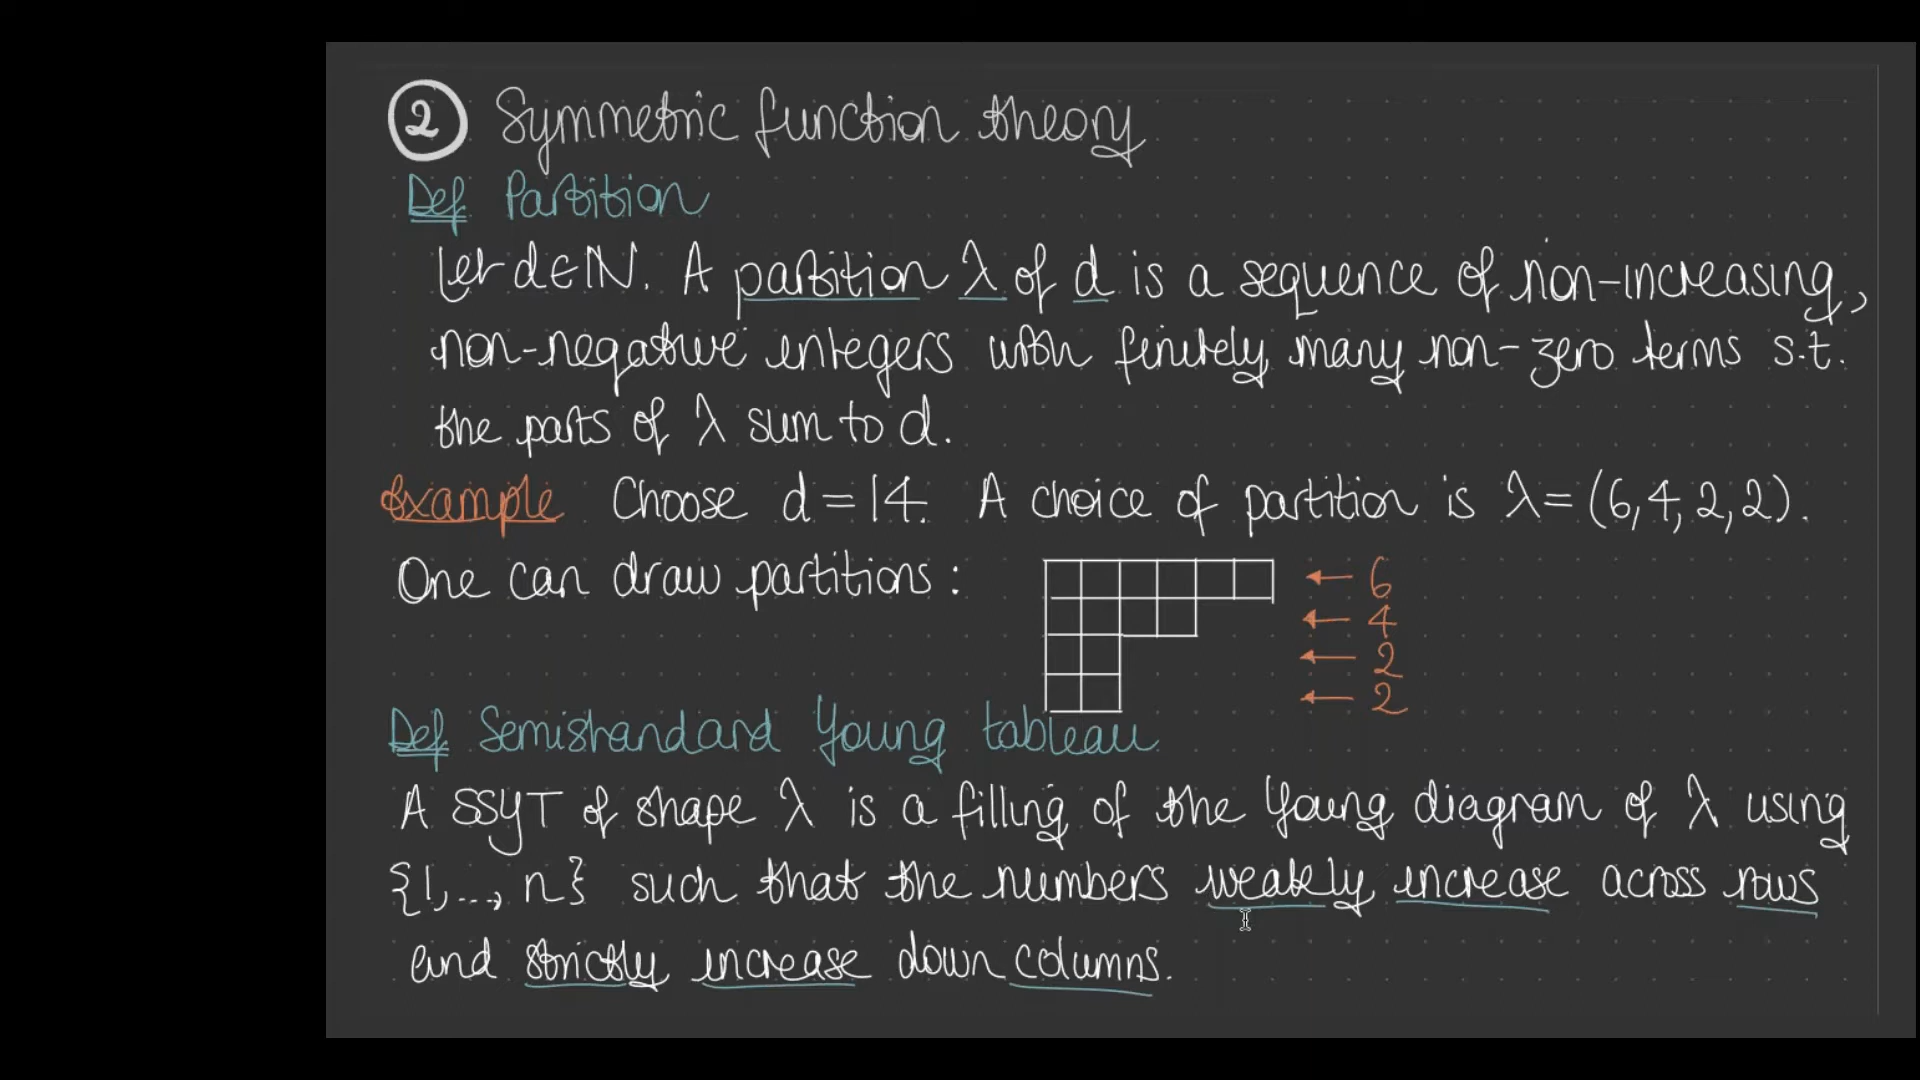 ② Symmetric function theory
Def Partition
Let d∈ℕ. A partition λ of d is a sequence of non-increasing,
non-negative integers with finitely many non-zero terms s.t.
the parts of λ sum to d.
Example Choose d=14. A choice of partition is λ=(6,4,2,2).
One can draw partitions:
← 6
← 4
← 2
← 2
Def Semistandard Young tableau
A SSYT of shape λ is a filling of the Young diagram of λ using
{1,..., n} such that the numbers weakly increase across rows
and strictly increase down columns.